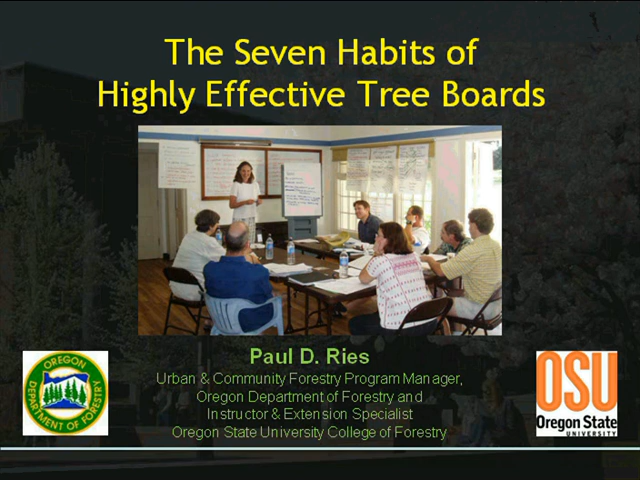 The Seven Habits of
Highly Effective Tree Boards
Paul D. Ries
Urban & Community Forestry Program Manager,
Oregon Department of Forestry and
Instructor & Extension Specialist
Oregon State University College of Forestry
OREGON
DEPARTMENT OF FORESTRY
OSU
Oregon State
UNIVERSITY